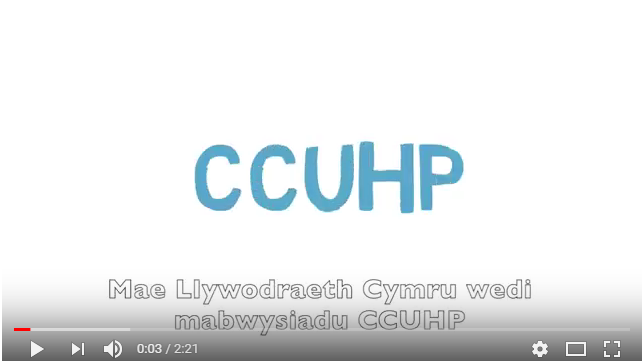 CCUHP
Mae Llywodraeth Cymru wedi
mabwysiadu CCUHP
0:03 / 2:21